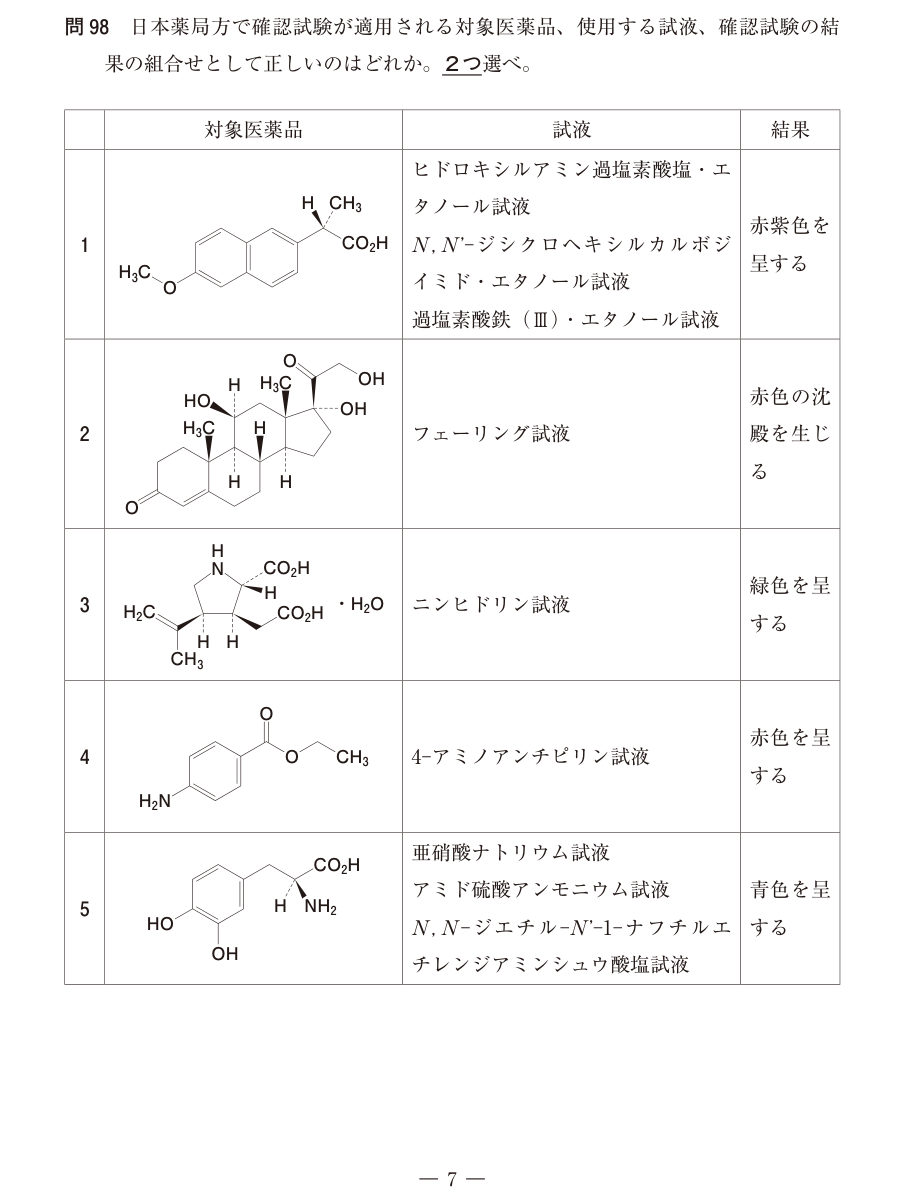 問 98 日本薬局方で確認試験が適用される対象医薬品、使用する試液、確認試験の結
果の組合せとして正しいのはどれか。２つ選べ。
対象医薬品 試液 結果
1
H CH3
CO2H
H3C
O
ヒドロキシルアミン過塩素酸塩・エ
タノール試液
N, N'-ジシクロヘキシルカルボジ
イミド・エタノール試液
過塩素酸鉄（Ⅲ）・エタノール試液
赤紫色を
呈する
2
O
OH
H
H3C
HO
OH
H3C
H
H
H
O
フェーリング試液
赤色の沈
殿を生じ
る
3
H
N
CO2H
H
H2C
CO2H
・H2O
H
H
CH3
ニンヒドリン試液
緑色を呈
する
4
O
O
CH3
H2N
4-アミノアンチピリン試液
赤色を呈
する
5
CO2H
H
NH2
HO
OH
亜硝酸ナトリウム試液
アミド硫酸アンモニウム試液
N, N-ジエチル-N'-1-ナフチルエ
チレンジアミンシュウ酸塩試液
青色を呈
する
— 7 —